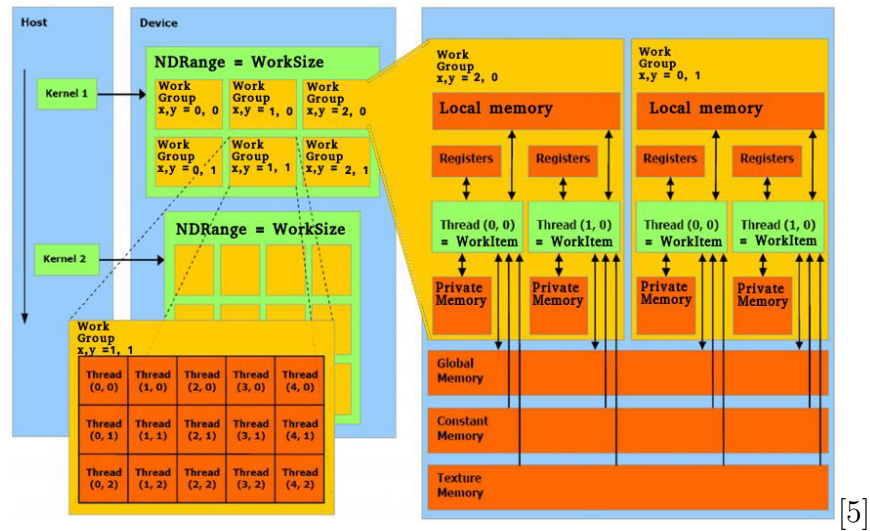 Host
Device
NDRange = WorkSize
Kernel 1
Work
Group
x,y = 0, 0
Work
Group
x,y = 1, 0
Work
Group
x,y = 2, 0
Work
Group
x,y = 0, 1
Work
Group
x,y = 1, 1
Work
Group
x,y = 2, 1
NDRange = WorkSize
Kernel 2
Work
Group
x,y =1, 1
Thread
(0, 0)
Thread
(1, 0)
Thread
(2, 0)
Thread
(3, 0)
Thread
(4, 0)
Thread
(0, 1)
Thread
(1, 1)
Thread
(2, 1)
Thread
(3, 1)
Thread
(4, 1)
Thread
(0, 2)
Thread
(1, 2)
Thread
(2, 2)
Thread
(3, 2)
Thread
(4, 2)
Work
Group
x,y = 2, 0
Local memory
Registers
Registers
Thread (0, 0)
= WorkItem
Thread (1, 0)
= WorkItem
Private
Memory
Private
Memory
Work
Group
x,y = 0, 1
Local memory
Registers
Registers
Thread (0, 0)
= WorkItem
Thread (1, 0)
= WorkItem
Private
Memory
Private
Memory
Global
Memory
Constant
Memory
Texture
Memory
[5]